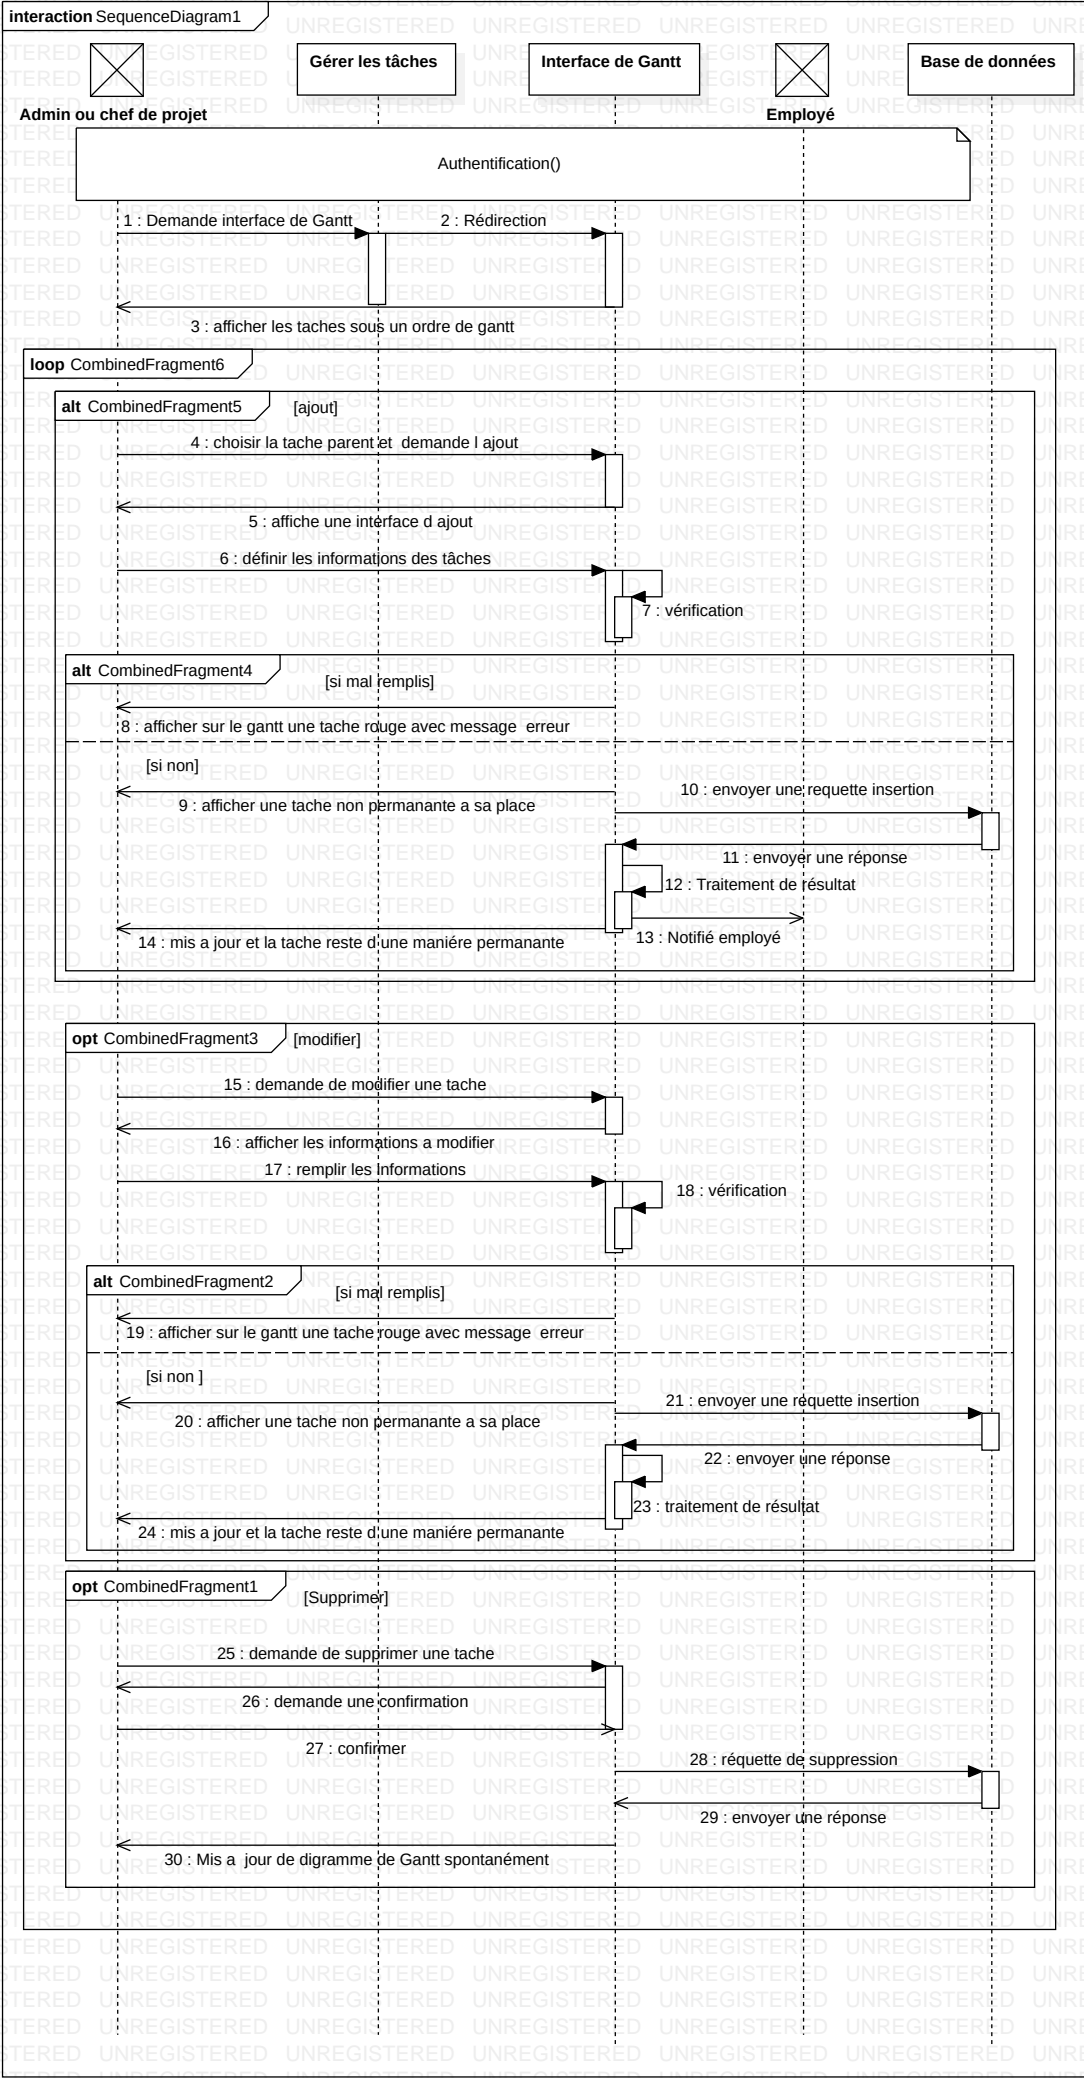 interaction SequenceDiagram1
Gérer les tâches
Interface de Gantt
Base de données
Admin ou chef de projet
Employé
Authentification()
1 : Demande interface de Gantt
2 : Rédirection
3 : afficher les taches sous un ordre de gantt
loop CombinedFragment6
alt CombinedFragment5
[ajout]
4 : choisir la tache parent et  demande l ajout
5 : affiche une interface d ajout
6 : définir les informations des tâches
7 : vérification
alt CombinedFragment4
[si mal remplis]
8 : afficher sur le gantt une tache rouge avec message  erreur
[si non]
9 : afficher une tache non permanante a sa place
10 : envoyer une requette insertion
11 : envoyer une réponse
12 : Traitement de résultat
13 : Notifié employé
14 : mis a jour et la tache reste d'une maniére permanante
opt CombinedFragment3
[modifier]
15 : demande de modifier une tache
16 : afficher les informations a modifier
17 : remplir les informations
18 : vérification
alt CombinedFragment2
[si mal remplis]
19 : afficher sur le gantt une tache rouge avec message  erreur
[si non ]
20 : afficher une tache non permanante a sa place
21 : envoyer une requette insertion
22 : envoyer une réponse
23 : traitement de résultat
24 : mis a jour et la tache reste d'une maniére permanante
opt CombinedFragment1
[Supprimer]
25 : demande de supprimer une tache
26 : demande une confirmation
27 : confirmer
28 : réquette de suppression
29 : envoyer une réponse
30 : Mis a  jour de digramme de Gantt spontanément
UNREGISTERED